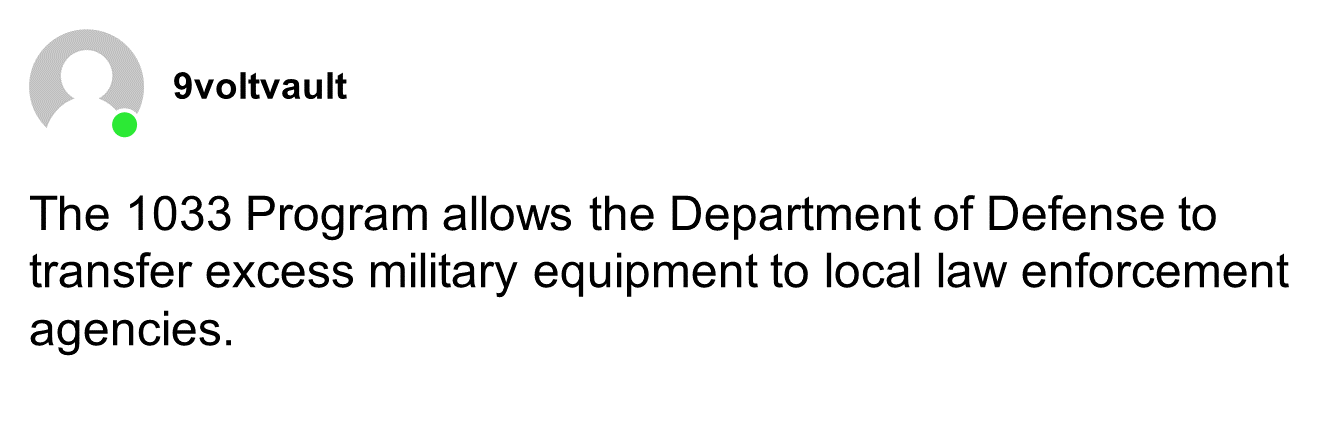 9voltvault
The 1033 Program allows the Department of Defense to
transfer excess military equipment to local law enforcement
agencies.